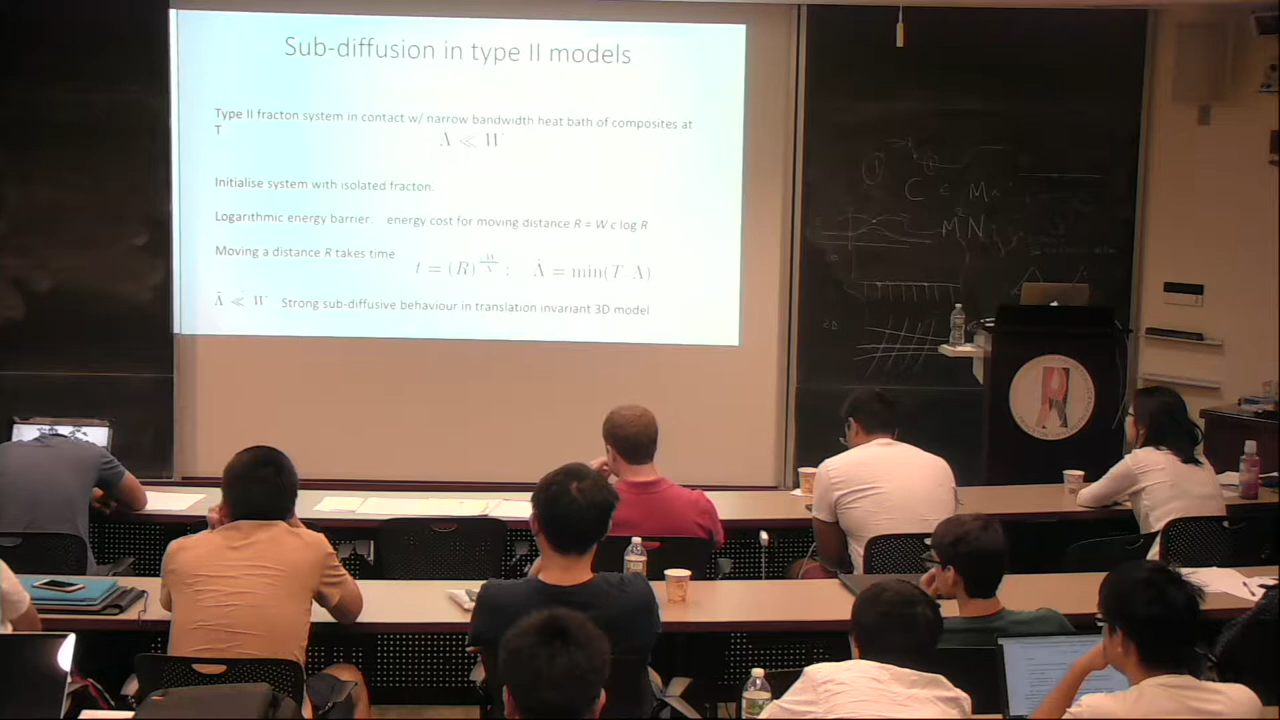 Sub-diffusion in type II models
Type II fracton system in contact w/ narrow bandwidth heat bath of composites at
T
Λ ≪ W
Initialise system with isolated fracton.
Logarithmic energy barrier: energy cost for moving distance R = W c log R
Moving a distance R takes time
t = (R)^{W/Λ̃} ; Λ̃ = min(T Λ)
Λ̃ ≪ W Strong sub-diffusive behaviour in translation invariant 3D model
C
M N